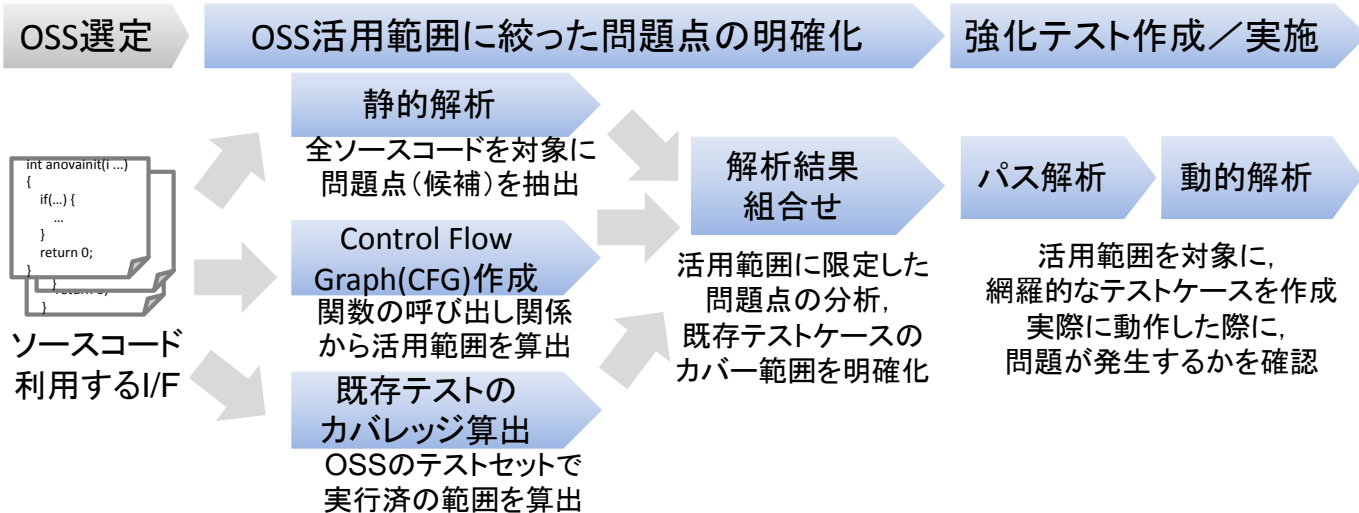 OSS選定
OSS活用範囲に絞った問題点の明確化
強化テスト作成／実施
int anovainit(i ...)
{
if(...) {
...
}
return 0;
}
}
}
ソースコード
利用するI/F
静的解析
全ソースコードを対象に
問題点（候補）を抽出
Control Flow
Graph(CFG)作成
関数の呼び出し関係
から活用範囲を算出
既存テストの
カバレッジ算出
OSSのテストセットで
実行済の範囲を算出
解析結果
組合せ
活用範囲に限定した
問題点の分析，
既存テストケースの
カバー範囲を明確化
パス解析
動的解析
活用範囲を対象に，
網羅的なテストケースを作成
実際に動作した際に，
問題が発生するかを確認